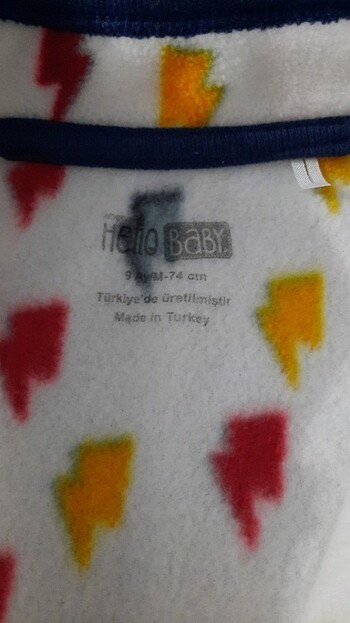 Hello BaBY
9 Ay/M-74 cm
Türkiye'de üretilmiştir
Made in Turkey